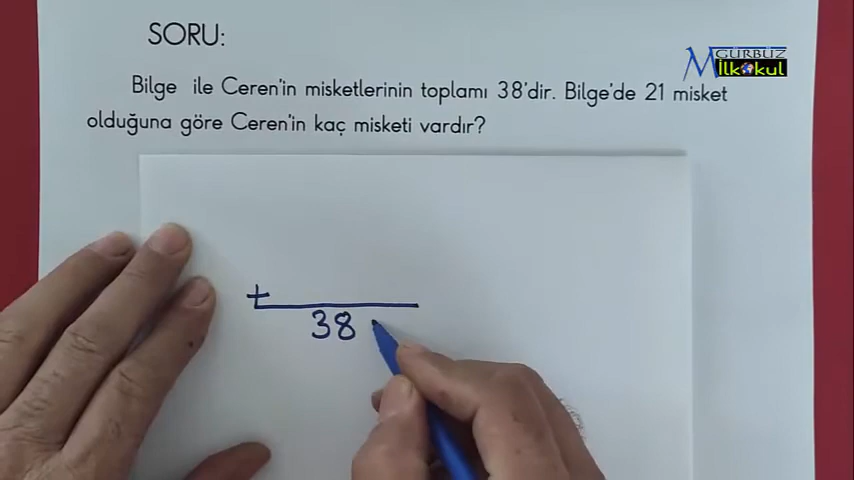 SORU:
GÜRBÜZ
M İlkokul
Bilge ile Ceren'in misketlerinin toplamı 38'dir. Bilge'de 21 misket
olduğuna göre Ceren'in kaç misketi vardır?
+
38